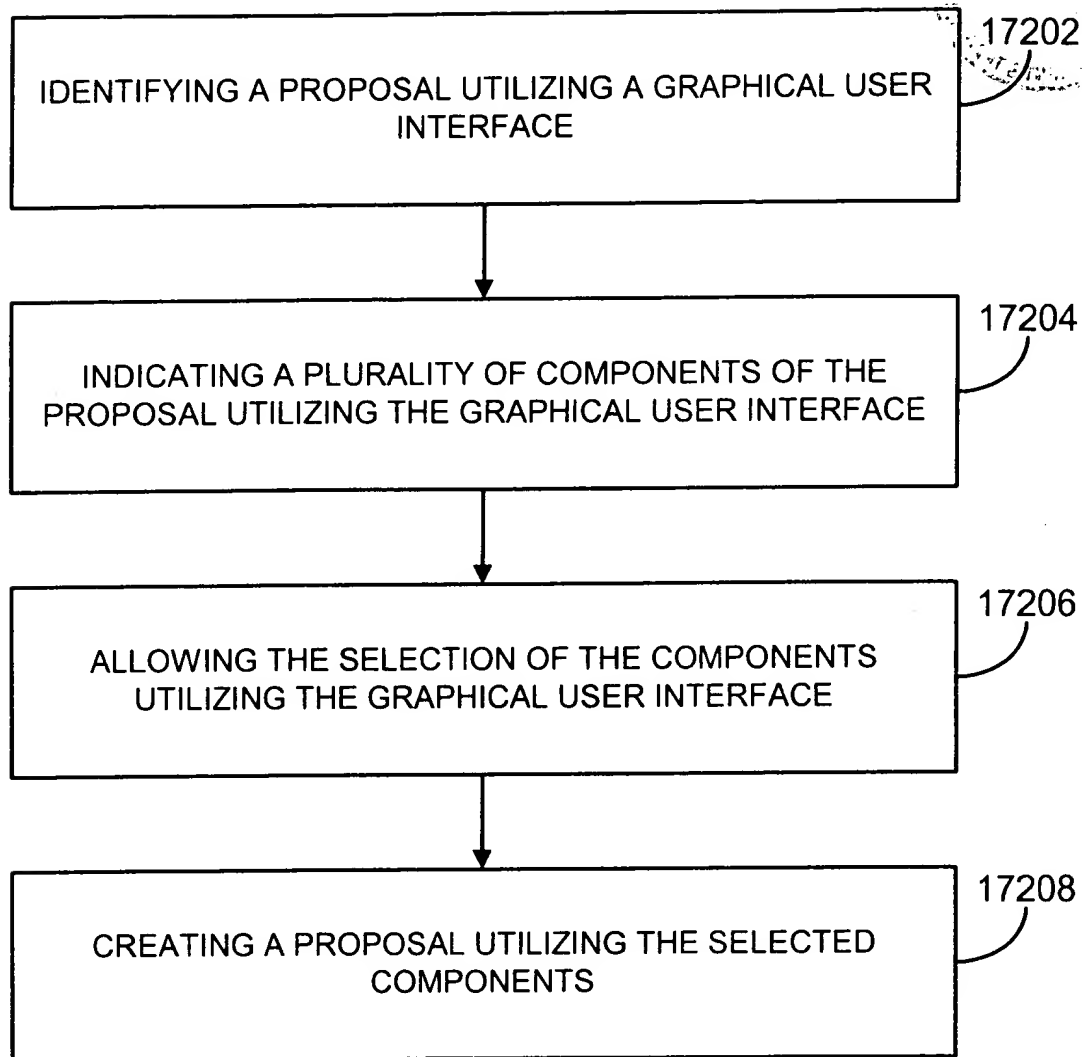 17202
IDENTIFYING A PROPOSAL UTILIZING A GRAPHICAL USER
INTERFACE
17204
INDICATING A PLURALITY OF COMPONENTS OF THE
PROPOSAL UTILIZING THE GRAPHICAL USER INTERFACE
17206
ALLOWING THE SELECTION OF THE COMPONENTS
UTILIZING THE GRAPHICAL USER INTERFACE
17208
CREATING A PROPOSAL UTILIZING THE SELECTED
COMPONENTS